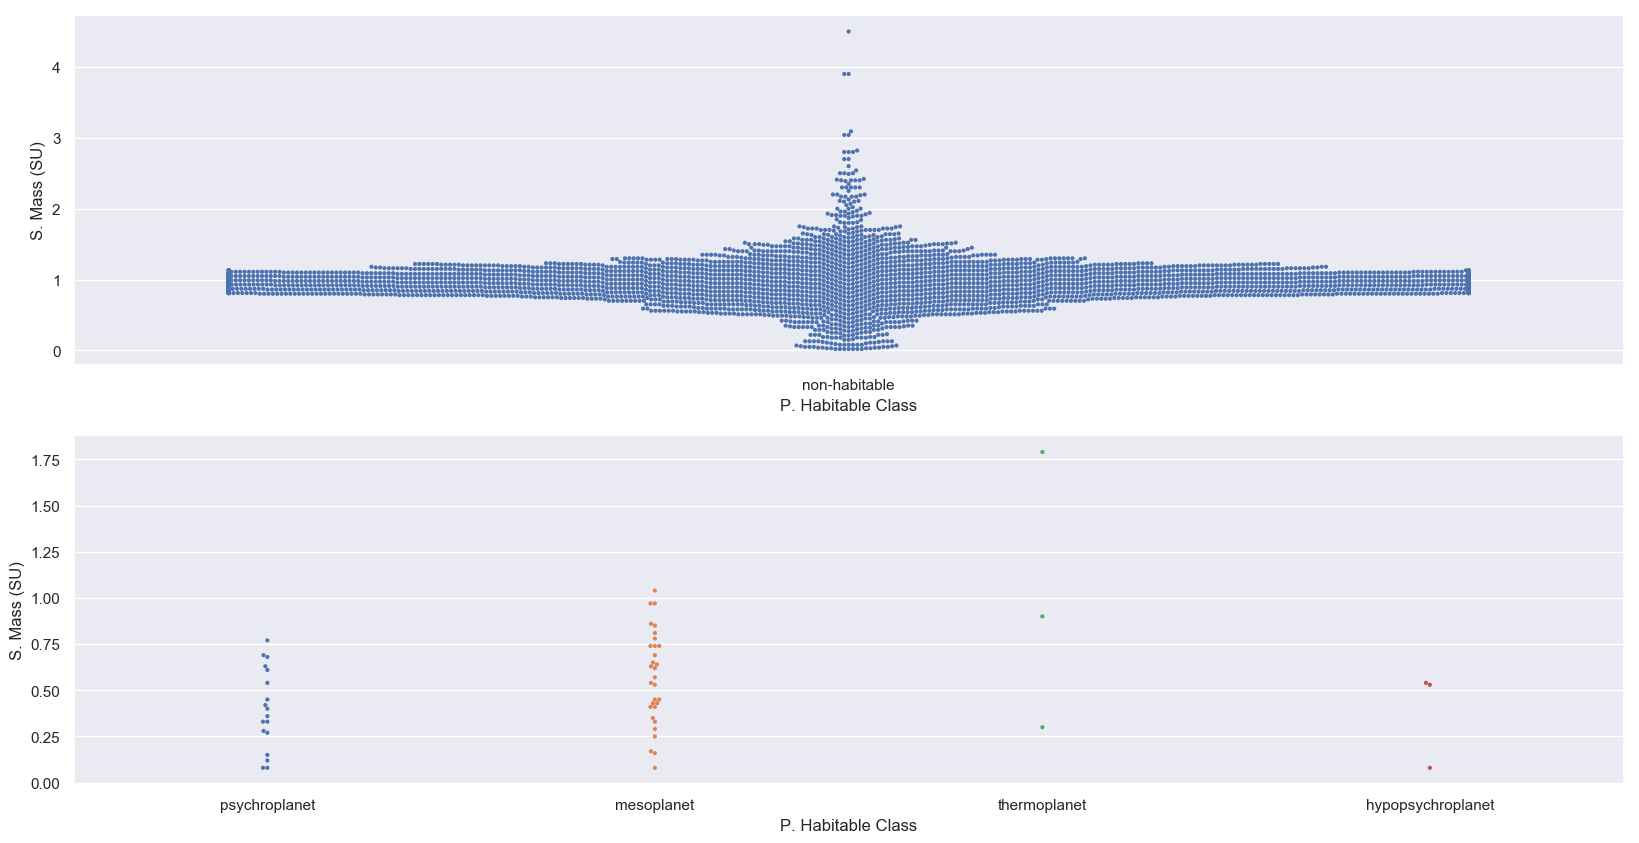 4
3
2
1
0
S. Mass (SU)
non-habitable
P. Habitable Class
1.75
1.50
1.25
1.00
0.75
0.50
0.25
0.00
S. Mass (SU)
psychroplanet mesoplanet thermoplanet hypopsychroplanet
P. Habitable Class